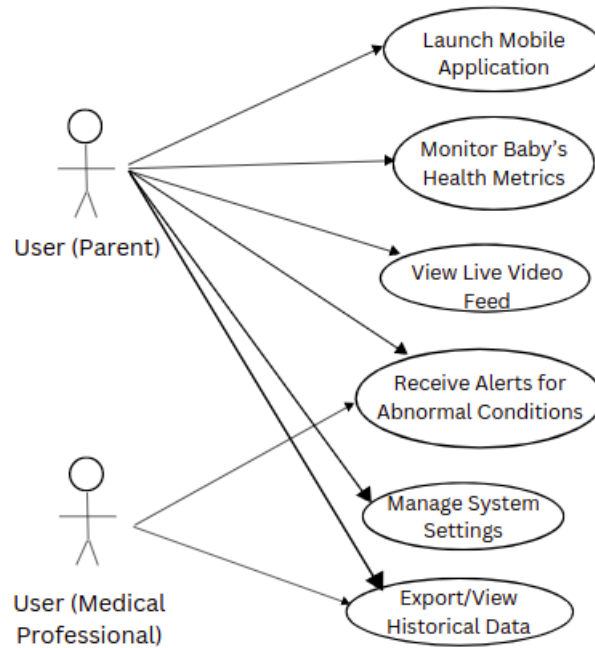 Launch Mobile
Application
Monitor Baby's
Health Metrics
User (Parent)
View Live Video
Feed
Receive Alerts for
Abnormal Conditions
Manage System
Settings
User (Medical
Professional)
Export/View
Historical Data